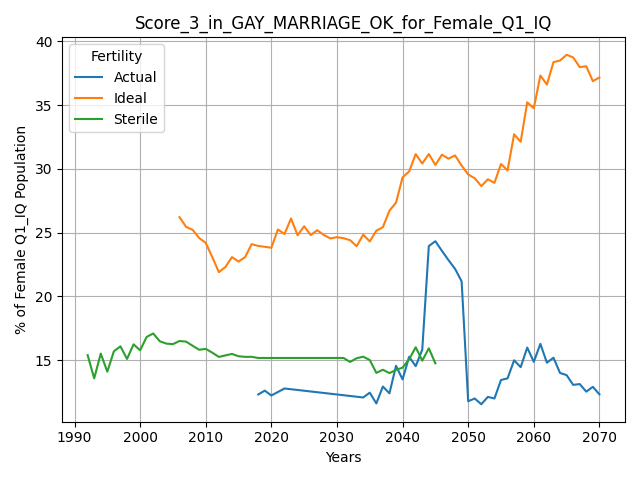 Score_3_in_GAY_MARRIAGE_OK_for_Female_Q1_IQ
Fertility
Actual
Ideal
Sterile
% of Female Q1_IQ Population
40
35
30
25
20
15
1990 2000 2010 2020 2030 2040 2050 2060 2070
Years